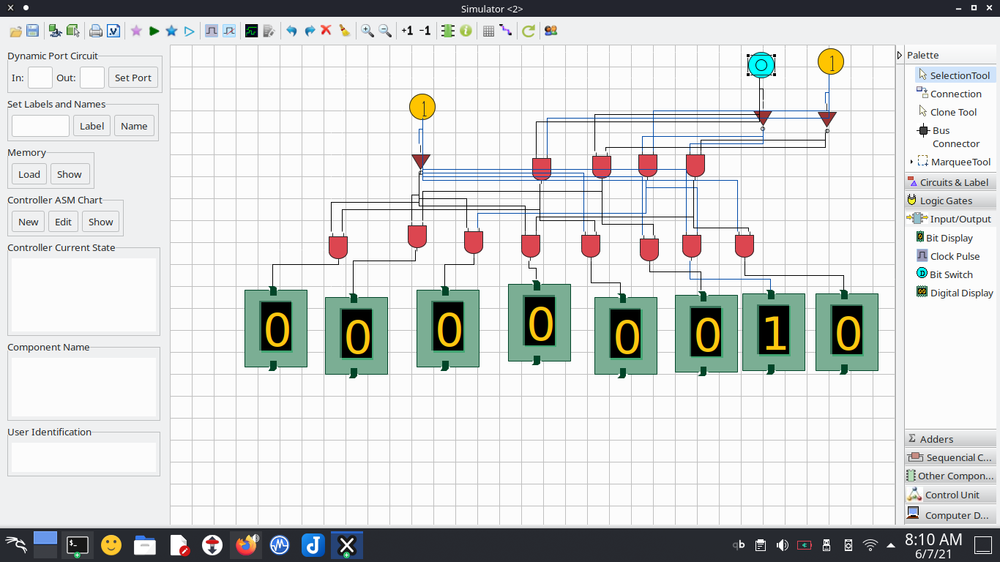 Simulator <2>
+1 -1
Dynamic Port Circuit
In: Out: Set Port
Set Labels and Names
Label Name
Memory
Load Show
Controller ASM Chart
New Edit Show
Controller Current State
Component Name
User Identification
1
1
0 0 0 0 0 0 1 0
Palette
SelectionTool
Connection
Clone Tool
Bus
Connector
MarqueeTool
Circuits & Label
Logic Gates
Input/Output
Bit Display
Clock Pulse
Bit Switch
Digital Display
Adders
Sequential C...
Other Compon...
Control Unit
Computer D...
qb
8:10 AM
6/7/21